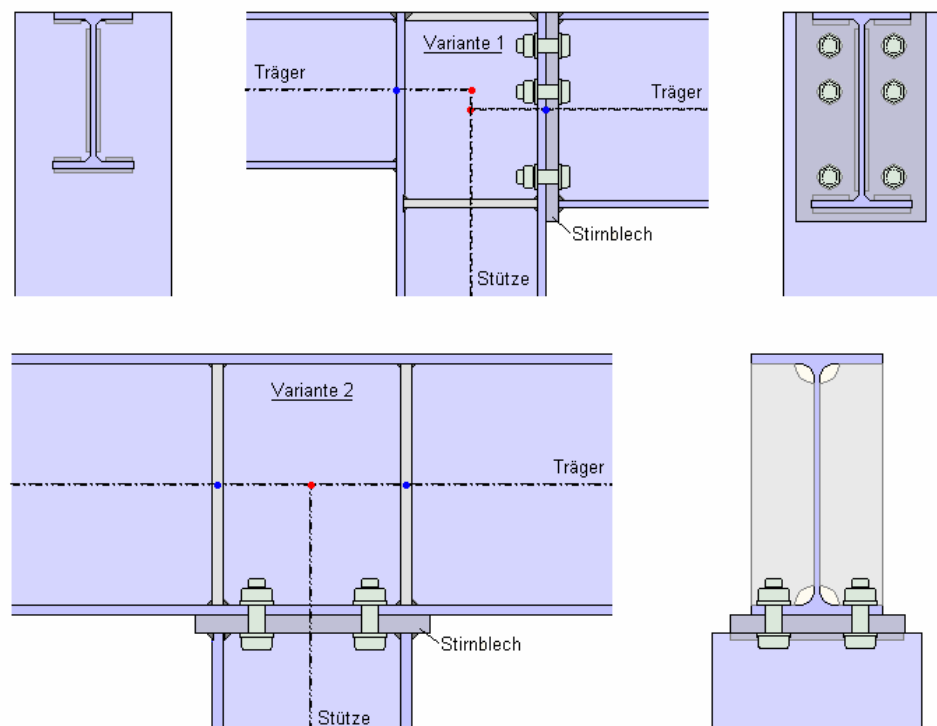 Variante 1
Träger
Träger
Stirnblech
Stütze
Variante 2
Träger
Stirnblech
Stütze